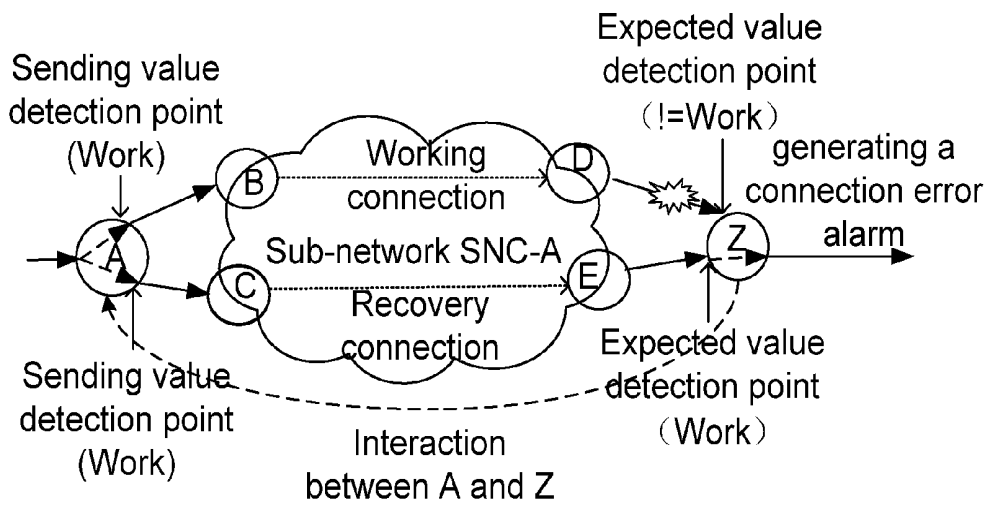 Sending value
detection point
(Work)
Expected value
detection point
（!=Work）
generating a
connection error
alarm
B
Working
connection
D
A
Sub-network SNC-A
Z
C
Recovery
connection
E
Sending value
detection point
(Work)
Expected value
detection point
（Work）
Interaction
between A and Z